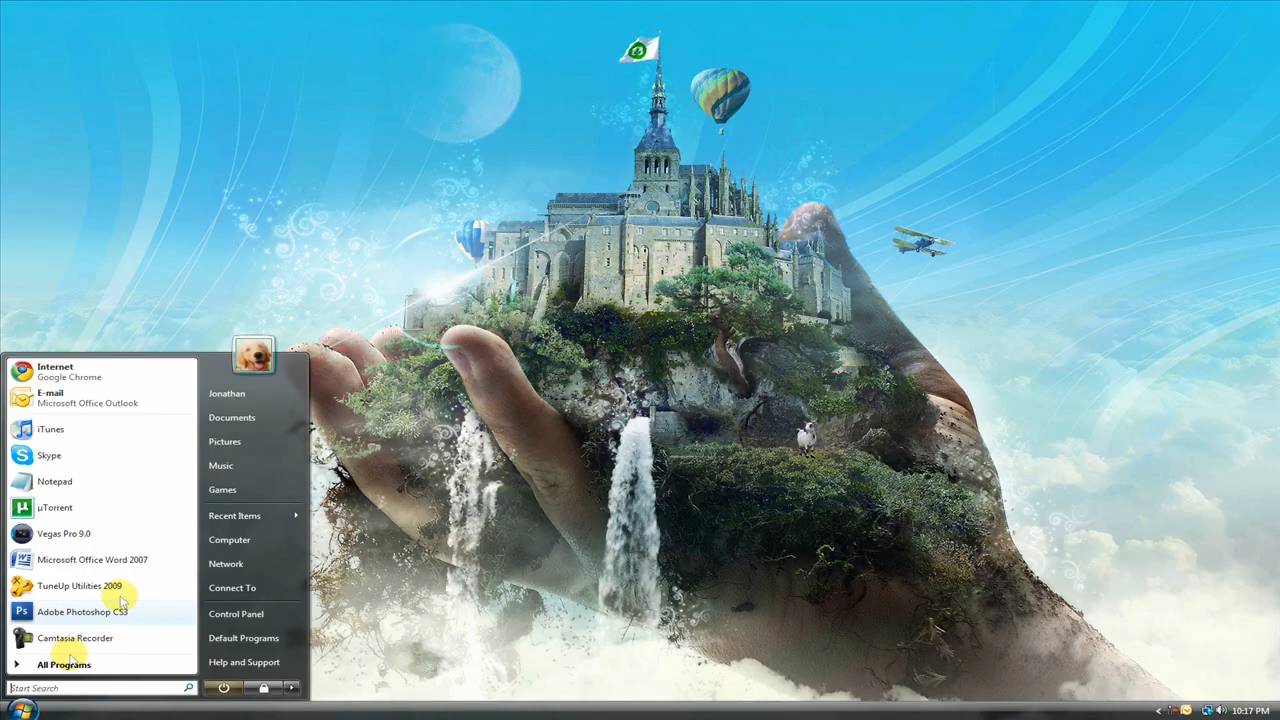 Internet
Google Chrome
E-mail
Microsoft Office Outlook
iTunes
Skype
Notepad
µTorrent
Vegas Pro 9.0
Microsoft Office Word 2007
TuneUp Utilities 2009
Ps
Adobe Photoshop CS3
Camtasia Recorder
All Programs
Start Search
Jonathan
Documents
Pictures
Music
Games
Recent Items
Computer
Network
Connect To
Control Panel
Default Programs
Help and Support
10:17 PM